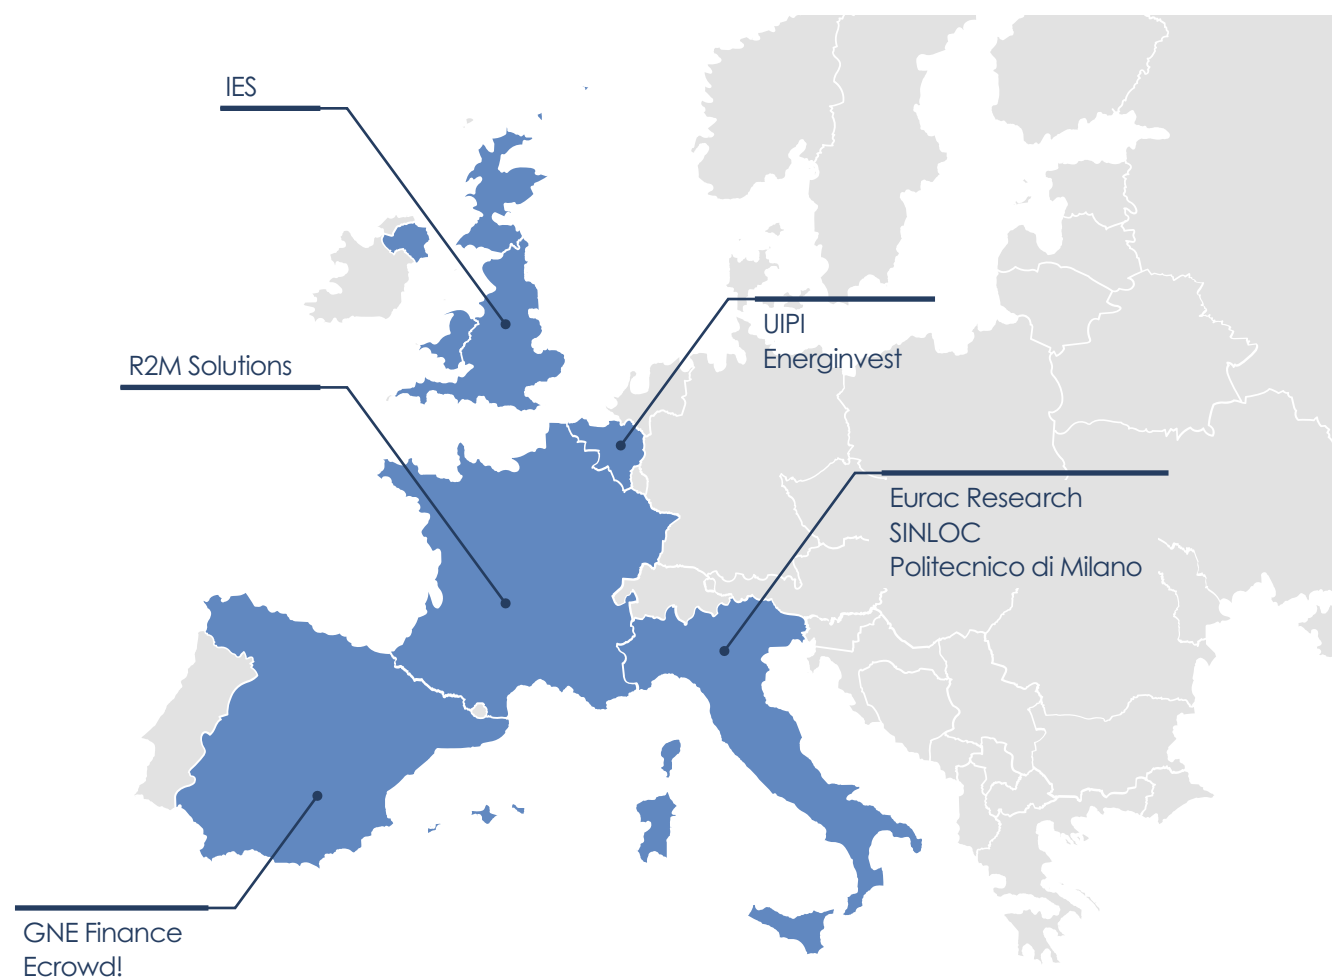 IES
R2M Solutions
UIPI
Energinvest
Eurac Research
SINLOC
Politecnico di Milano
GNE Finance
Ecrowd!